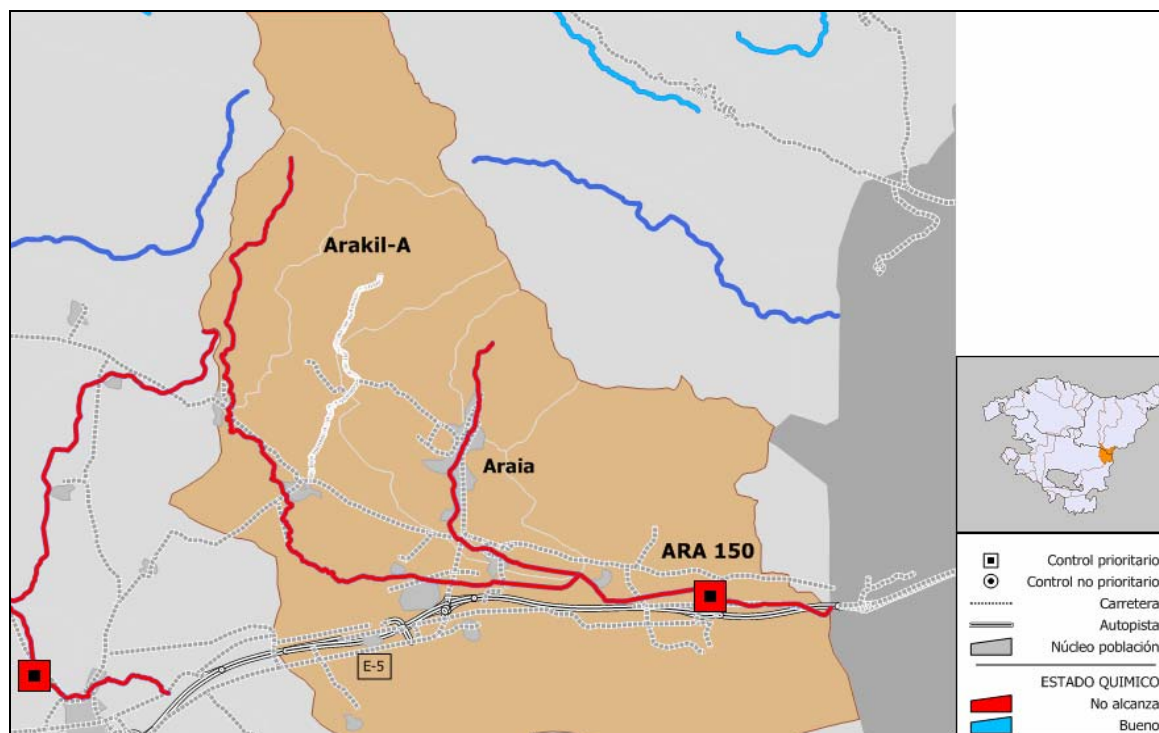 Arakil-A
Araia
ARA 150
E-5
Control prioritario
Control no prioritario
Carretera
Autopista
Núcleo población
ESTADO QUIMICO
No alcanza
Bueno